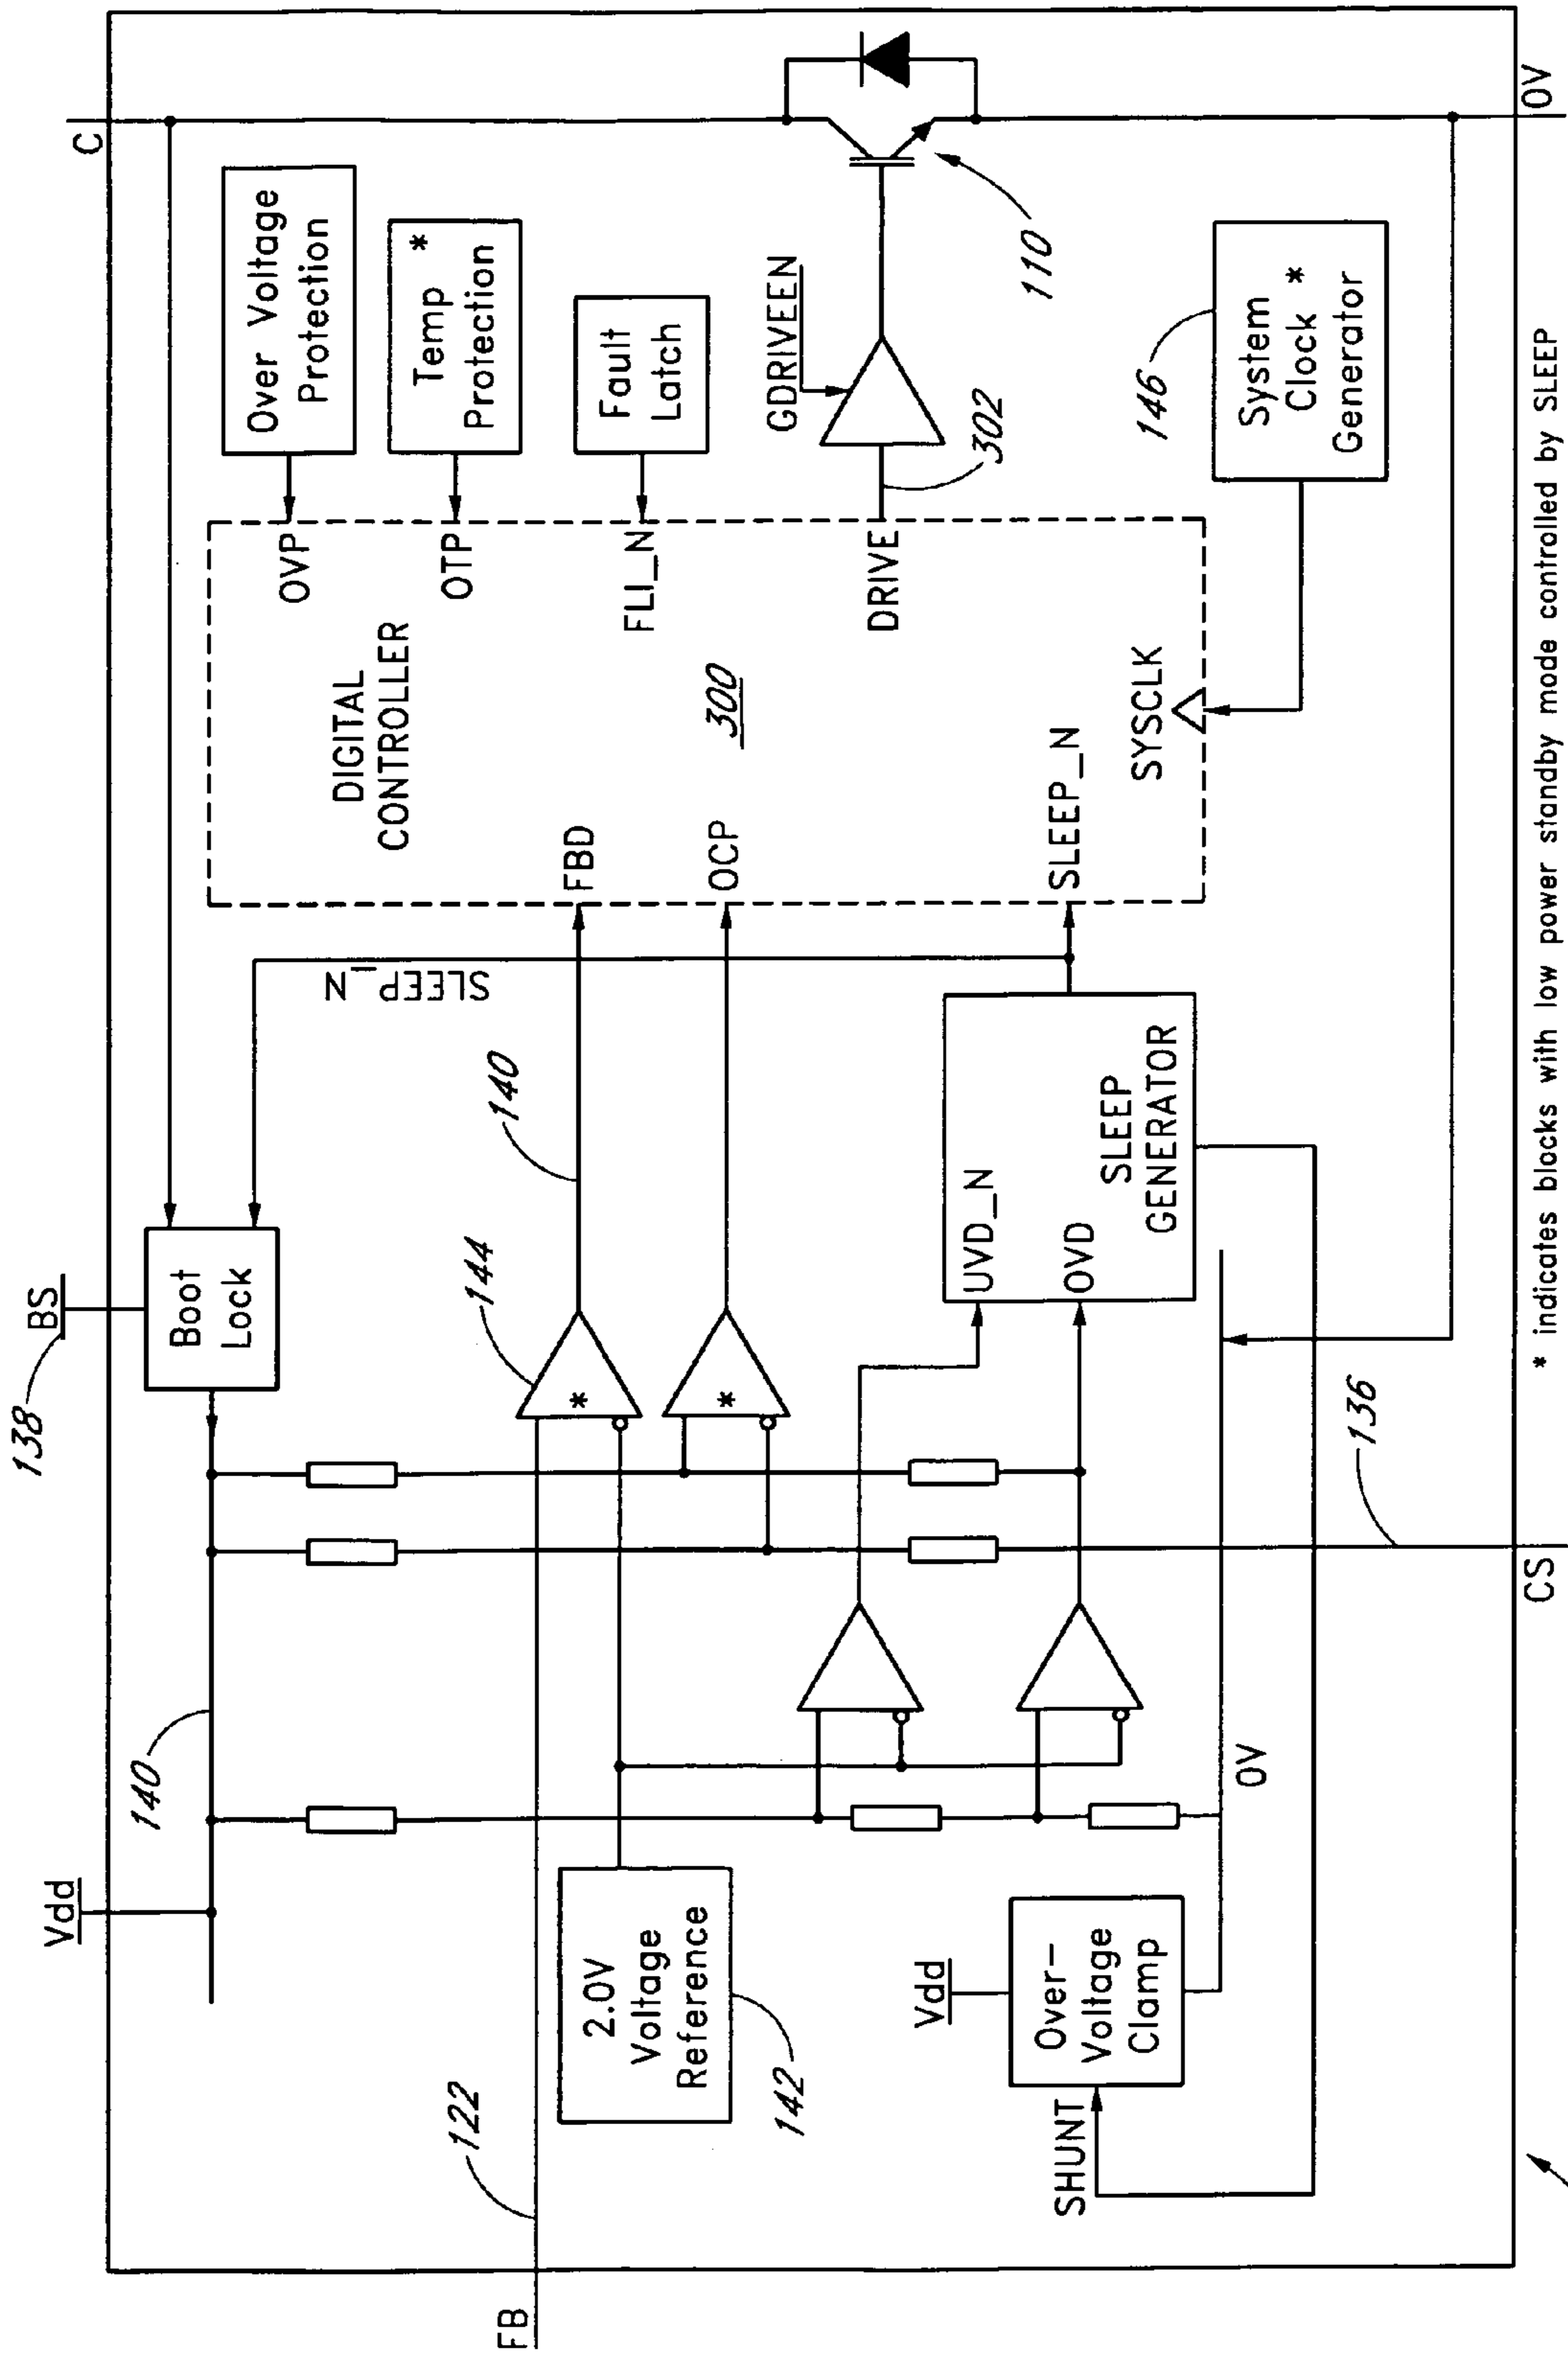 138
BS
C
Vdd
140
Boot
Lock
Over Voltage
Protection
SLEEP_N
DIGITAL
CONTROLLER
OVP
Temp *
Protection
OTP
FB
122
144
*
140
FBD
FLI_N
Fault
Latch
2.0V
Voltage
Reference
142
*
OCP
300
GDRIVEEN
DRIVE
302
110
Vdd
Over-
Voltage
Clamp
SHUNT
UVD_N
OVD
SLEEP
GENERATOR
SLEEP_N
SYSCLK
146
System
Clock *
Generator
0V
136
CS
0V
* indicates blocks with low power standby mode controlled by SLEEP